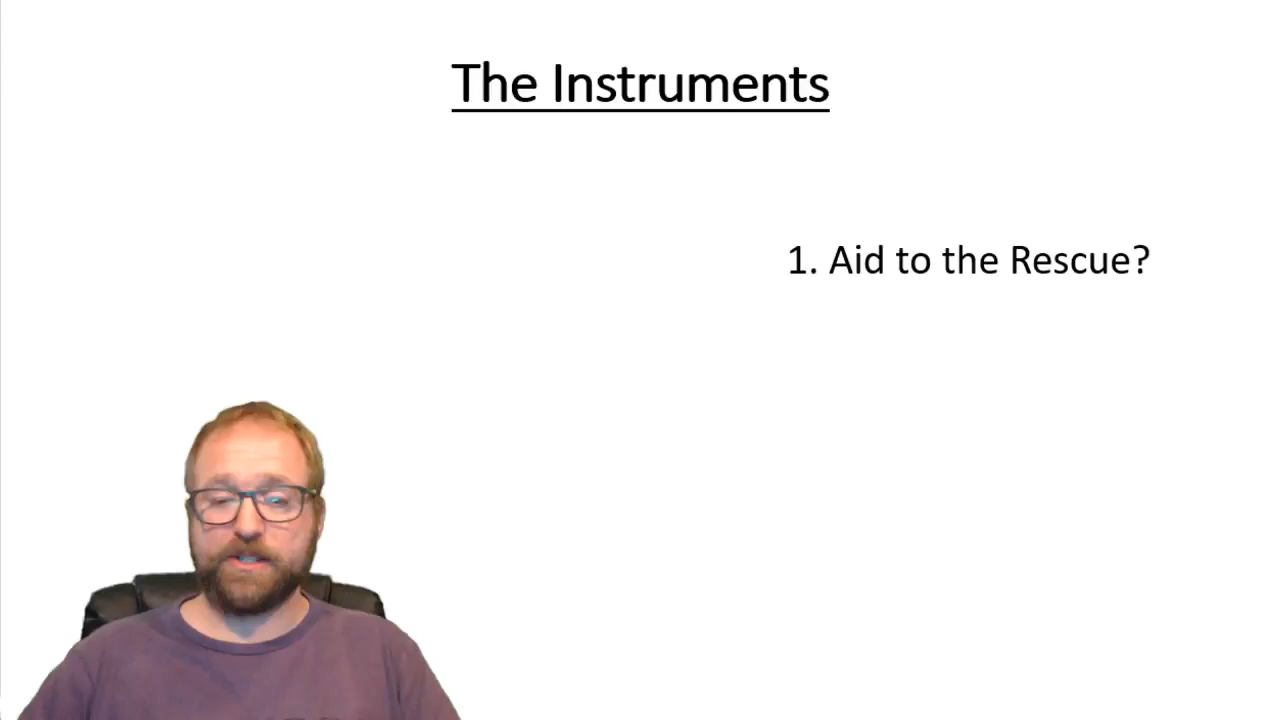 The Instruments
1. Aid to the Rescue?